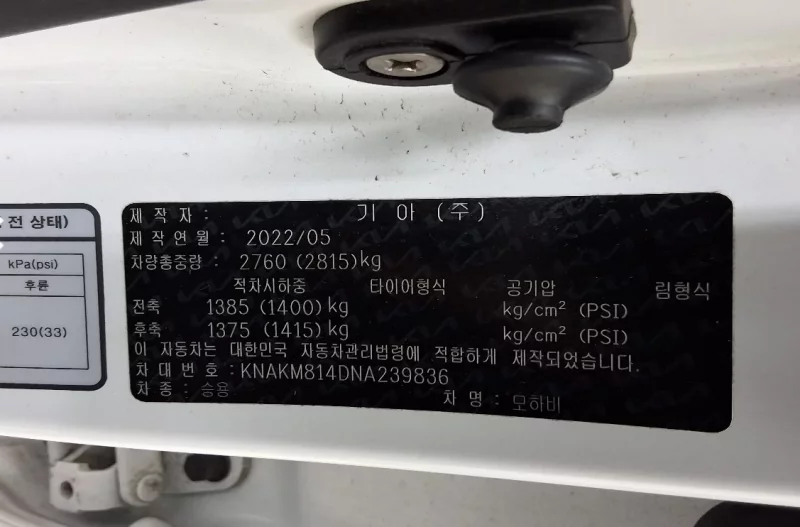 전 상태)
kPa(psi)
후륜
230(33)
제 작 자 : 기 아 (주)
제 작 연 월 : 2022/05
차량총중량 : 2760 (2815)kg
적차시하중 타이어형식 공기압 림형식
전축 1385 (1400) kg kg/cm² (PSI)
후축 1375 (1415) kg kg/cm² (PSI)
이 자동차는 대한민국 자동차관리법령에 적합하게 제작되었습니다.
차 대 번 호 : KNAKM814DNA239836
차 종 : 승용 차 명 : 모하비